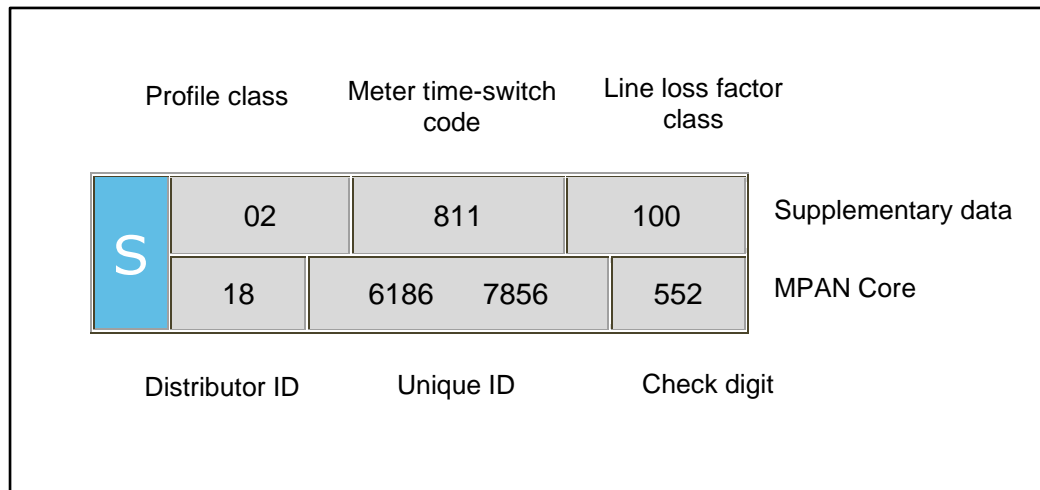 Profile class
Meter time-switch
code
Line loss factor
class
S
02
811
100
Supplementary data
18
6186 7856
552
MPAN Core
Distributor ID
Unique ID
Check digit